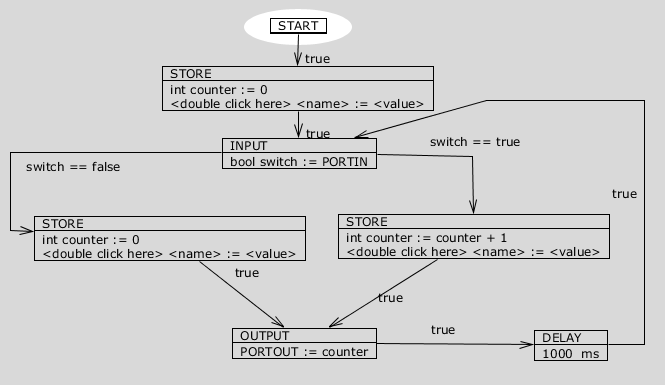 START
true
STORE
int counter := 0
<double click here> <name> := <value>
true
INPUT
bool switch := PORTIN
switch == true
switch == false
true
STORE
int counter := 0
<double click here> <name> := <value>
STORE
int counter := counter + 1
<double click here> <name> := <value>
true
true
OUTPUT
PORTOUT := counter
true
DELAY
1000 ms